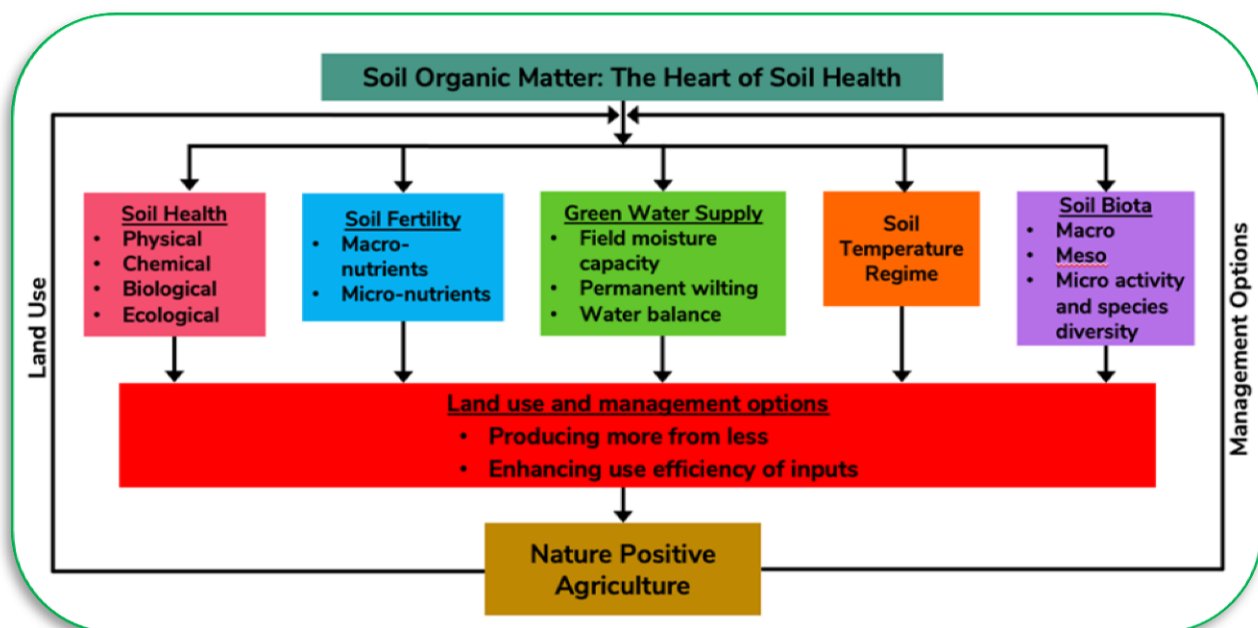 Soil Organic Matter: The Heart of Soil Health
Soil Health
• Physical
• Chemical
• Biological
• Ecological
Soil Fertility
• Macro-
nutrients
• Micro-nutrients
Green Water Supply
• Field moisture
capacity
• Permanent wilting
• Water balance
Soil
Temperature
Regime
Soil Biota
• Macro
• Meso
• Micro activity
and species
diversity
Land Use
Management Options
Land use and management options
• Producing more from less
• Enhancing use efficiency of inputs
Nature Positive
Agriculture